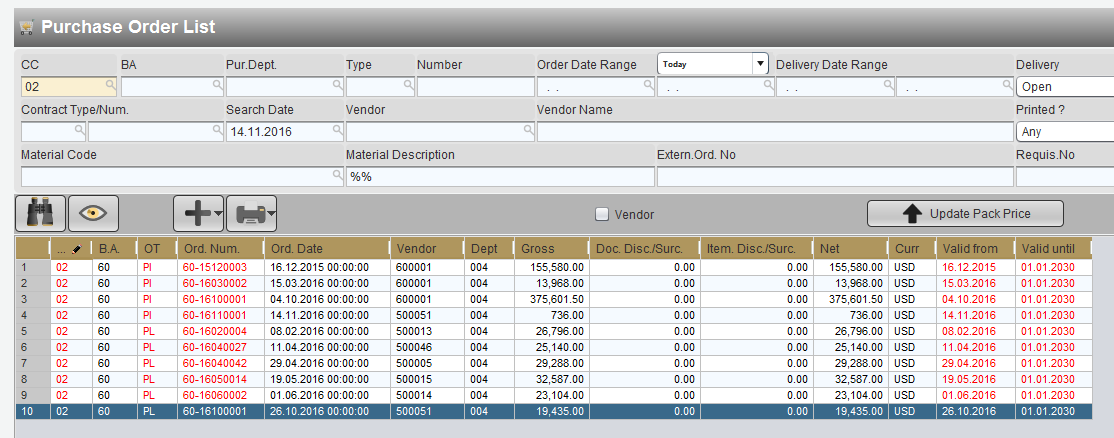 Purchase Order List
CC BA Pur.Dept. Type Number Order Date Range Today Delivery Date Range Delivery
02 . . . . . . . . Open
Contract Type/Num. Search Date Vendor Vendor Name Printed ?
14.11.2016 Any
Material Code Material Description Extern.Ord. No Requis.No
%%
Vendor Update Pack Price
... B.A. OT Ord. Num. Ord. Date Vendor Dept Gross Doc. Disc./Surc. Item. Disc./Surc. Net Curr Valid from Valid until
1 02 60 PI 60-15120003 16.12.2015 00:00:00 600001 004 155,580.00 0.00 0.00 155,580.00 USD 16.12.2015 01.01.2030
2 02 60 PI 60-16030002 15.03.2016 00:00:00 600001 004 13,968.00 0.00 0.00 13,968.00 USD 15.03.2016 01.01.2030
3 02 60 PI 60-16100001 04.10.2016 00:00:00 600001 004 375,601.50 0.00 0.00 375,601.50 USD 04.10.2016 01.01.2030
4 02 60 PI 60-16110001 14.11.2016 00:00:00 500051 004 736.00 0.00 0.00 736.00 USD 14.11.2016 01.01.2030
5 02 60 PL 60-16020004 08.02.2016 00:00:00 500013 004 26,796.00 0.00 0.00 26,796.00 USD 08.02.2016 01.01.2030
6 02 60 PL 60-16040027 11.04.2016 00:00:00 500046 004 25,140.00 0.00 0.00 25,140.00 USD 11.04.2016 01.01.2030
7 02 60 PL 60-16040042 29.04.2016 00:00:00 500005 004 29,288.00 0.00 0.00 29,288.00 USD 29.04.2016 01.01.2030
8 02 60 PL 60-16050014 19.05.2016 00:00:00 500015 004 32,587.00 0.00 0.00 32,587.00 USD 19.05.2016 01.01.2030
9 02 60 PL 60-16060002 01.06.2016 00:00:00 500014 004 23,104.00 0.00 0.00 23,104.00 USD 01.06.2016 01.01.2030
10 02 60 PL 60-16100001 26.10.2016 00:00:00 500051 004 19,435.00 0.00 0.00 19,435.00 USD 26.10.2016 01.01.2030